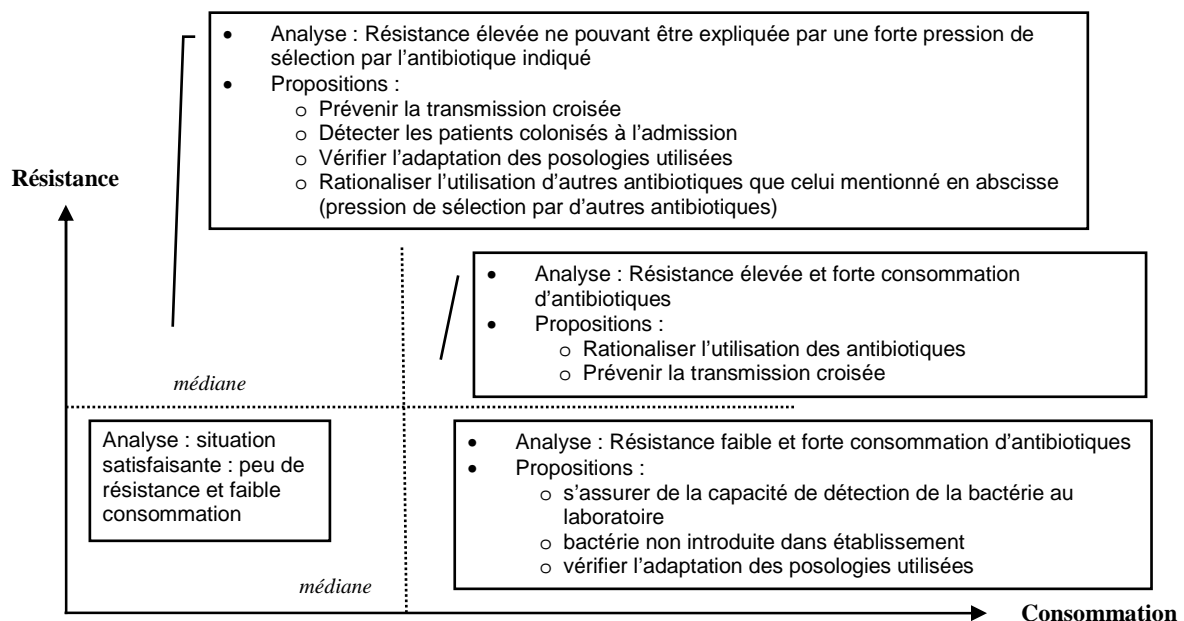 • Analyse : Résistance élevée ne pouvant être expliquée par une forte pression de
sélection par l'antibiotique indiqué
• Propositions :
o Prévenir la transmission croisée
o Détecter les patients colonisés à l'admission
o Vérifier l'adaptation des posologies utilisées
o Rationaliser l'utilisation d'autres antibiotiques que celui mentionné en abscisse
(pression de sélection par d'autres antibiotiques)
Résistance
• Analyse : Résistance élevée et forte consommation
d'antibiotiques
• Propositions :
o Rationaliser l'utilisation des antibiotiques
o Prévenir la transmission croisée
médiane
Analyse : situation
satisfaisante : peu de
résistance et faible
consommation
• Analyse : Résistance faible et forte consommation d'antibiotiques
• Propositions :
o s'assurer de la capacité de détection de la bactérie au
laboratoire
o bactérie non introduite dans établissement
o vérifier l'adaptation des posologies utilisées
médiane
Consommation